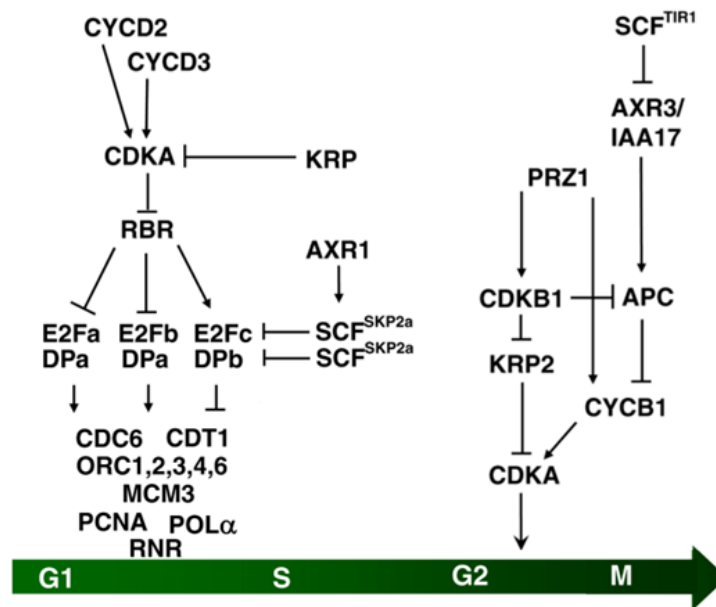 CYCD2
CYCD3
CDKA
KRP
RBR
AXR1
E2Fa E2Fb E2Fc SCF^SKP2a
DPa DPa DPb SCF^SKP2a
CDC6 CDT1
ORC1,2,3,4,6
MCM3
PCNA POLα
RNR
SCF^TIR1
AXR3/
IAA17
PRZ1
CDKB1 APC
KRP2
CYCB1
CDKA
G1 S G2 M